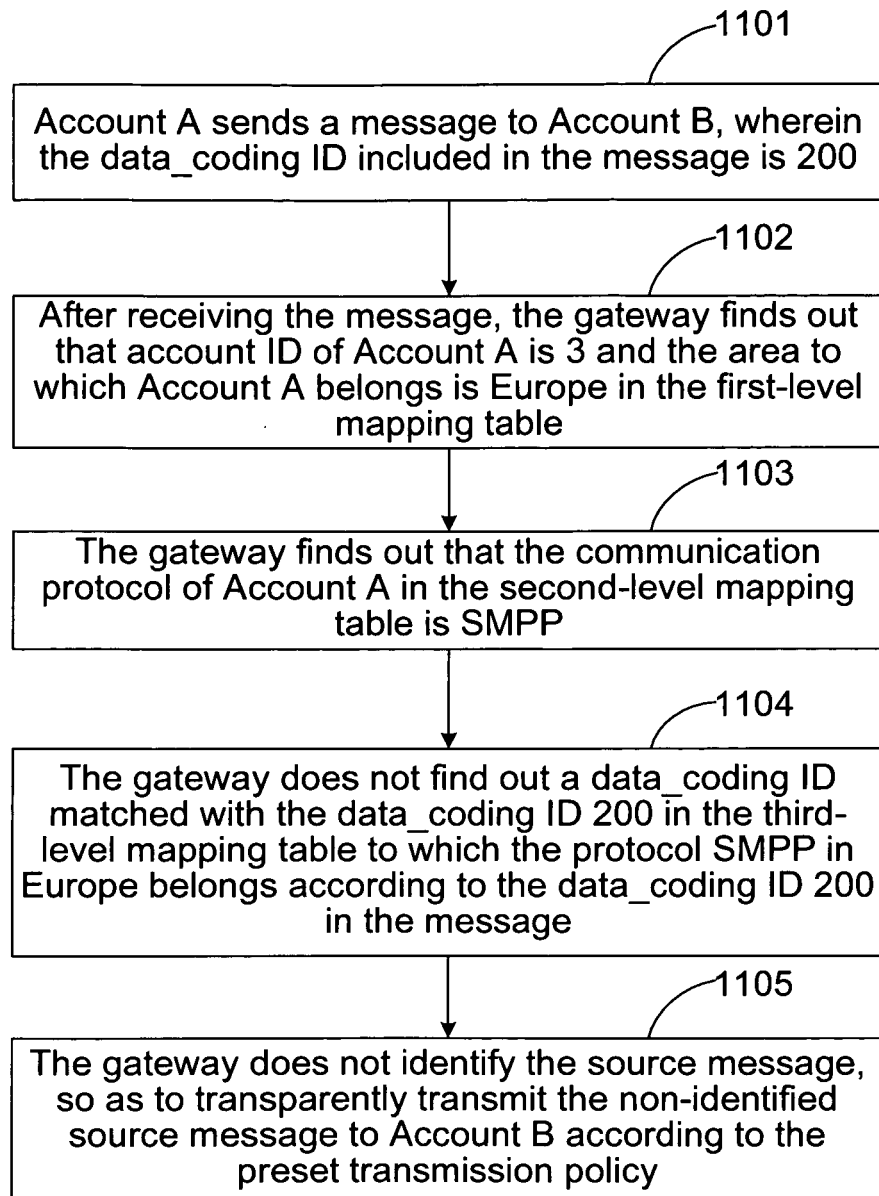 1101
Account A sends a message to Account B, wherein
the data_coding ID included in the message is 200
1102
After receiving the message, the gateway finds out
that account ID of Account A is 3 and the area to
which Account A belongs is Europe in the first-level
mapping table
1103
The gateway finds out that the communication
protocol of Account A in the second-level mapping
table is SMPP
1104
The gateway does not find out a data_coding ID
matched with the data_coding ID 200 in the third-
level mapping table to which the protocol SMPP in
Europe belongs according to the data_coding ID 200
in the message
1105
The gateway does not identify the source message,
so as to transparently transmit the non-identified
source message to Account B according to the
preset transmission policy